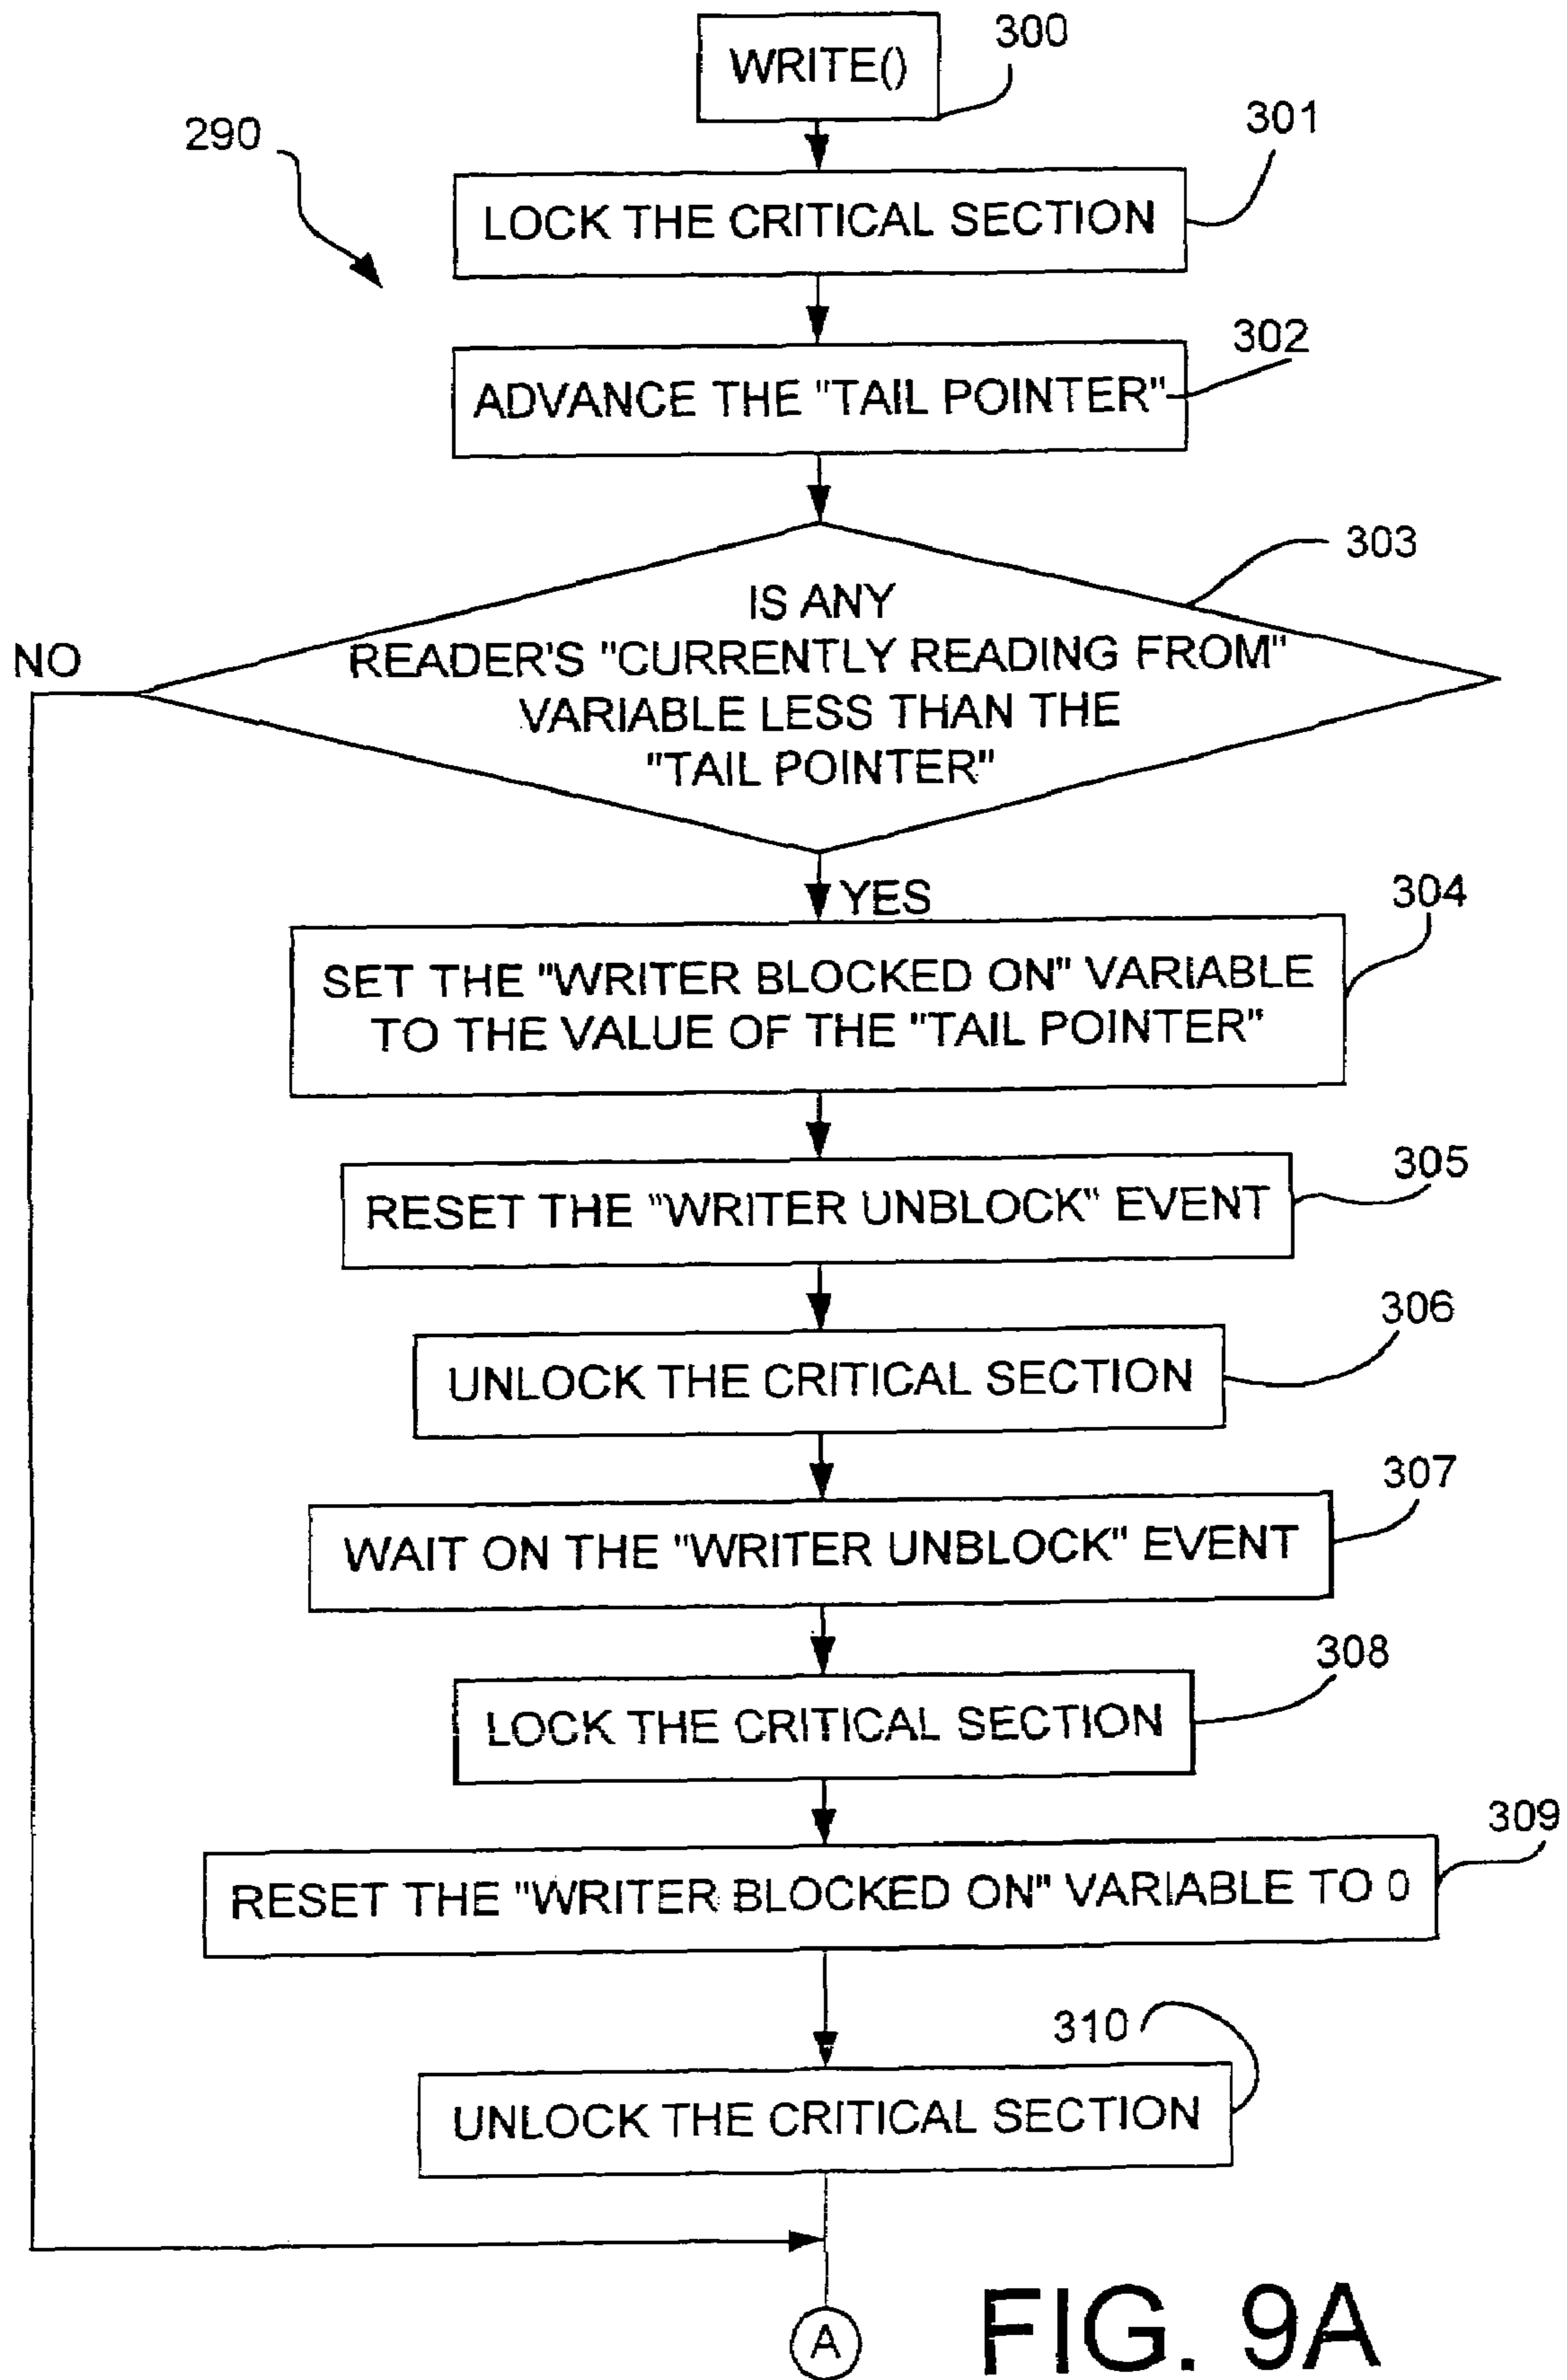 WRITE()
300
290
301
LOCK THE CRITICAL SECTION
302
ADVANCE THE "TAIL POINTER"
303
IS ANY
READER'S "CURRENTLY READING FROM"
VARIABLE LESS THAN THE
"TAIL POINTER"
NO
YES
304
SET THE "WRITER BLOCKED ON" VARIABLE
TO THE VALUE OF THE "TAIL POINTER"
305
RESET THE "WRITER UNBLOCK" EVENT
306
UNLOCK THE CRITICAL SECTION
307
WAIT ON THE "WRITER UNBLOCK" EVENT
308
LOCK THE CRITICAL SECTION
309
RESET THE "WRITER BLOCKED ON" VARIABLE TO 0
310
UNLOCK THE CRITICAL SECTION
A
FIG. 9A